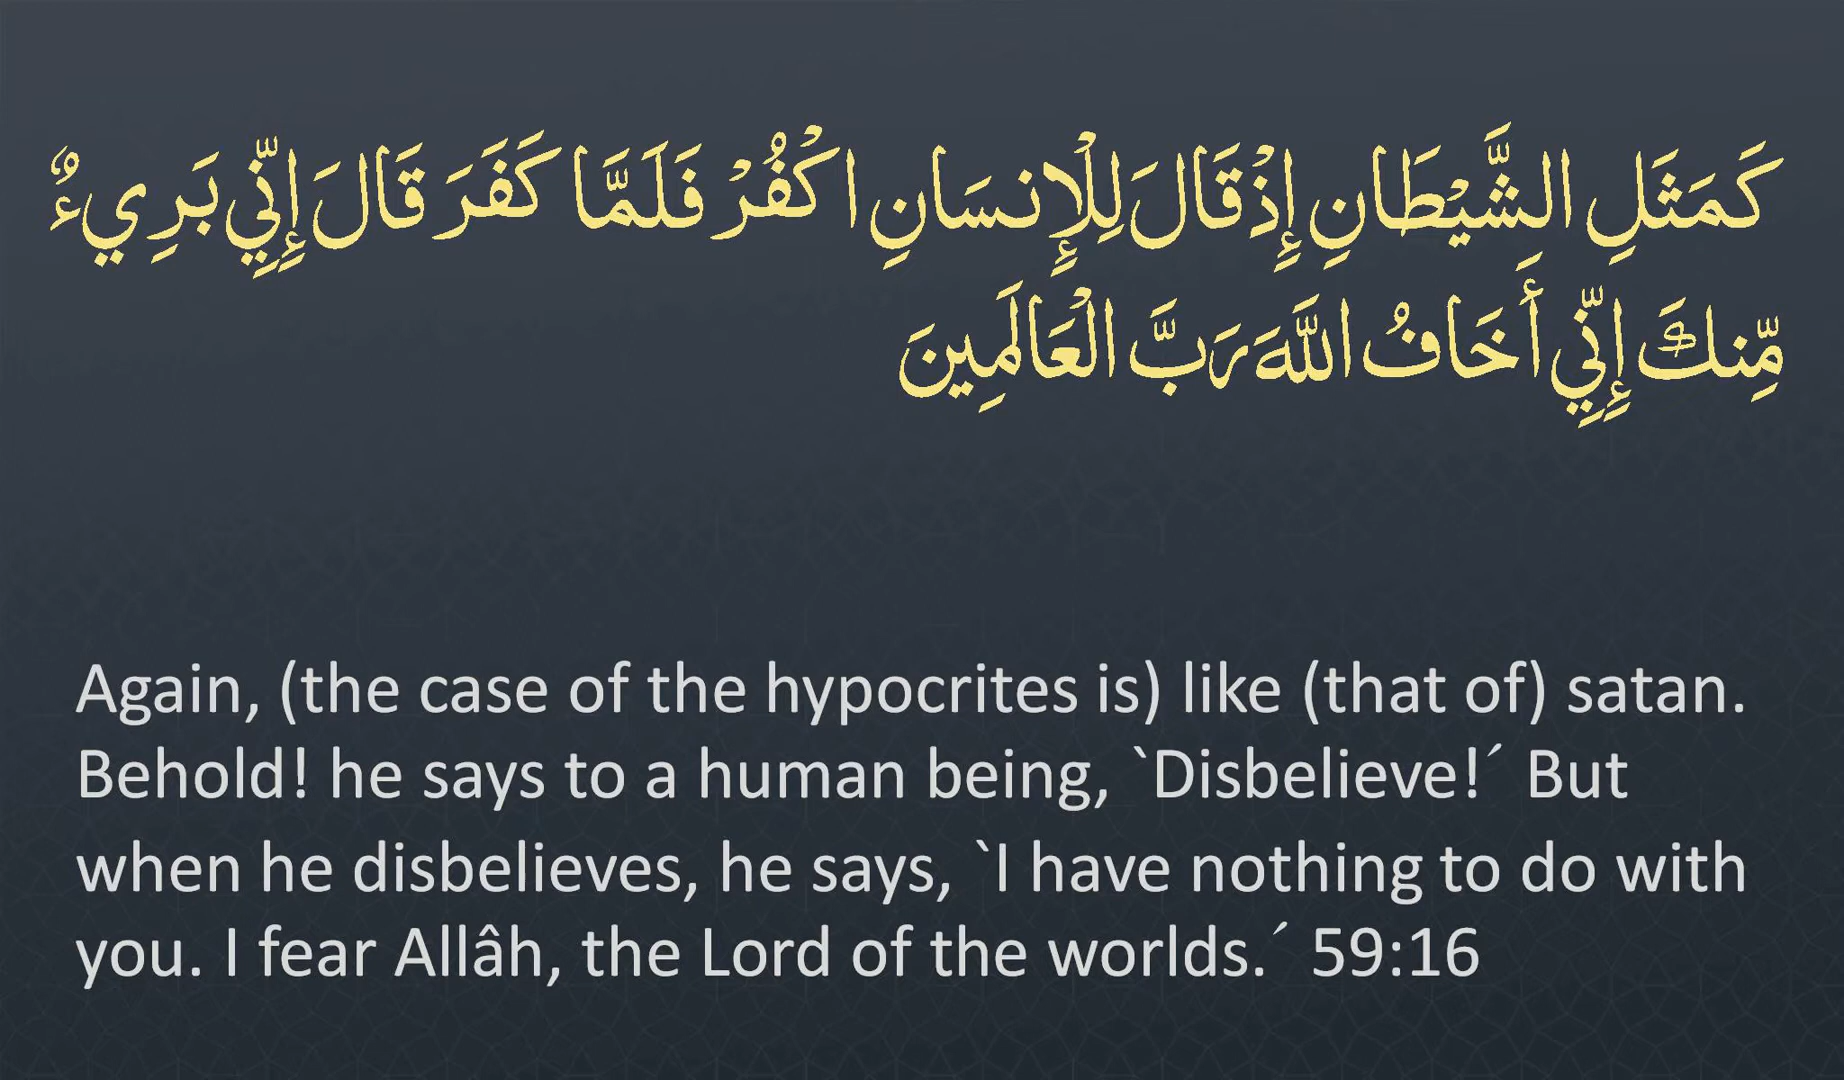 كَمَثَلِ الشَّيْطَانِ إِذْ قَالَ لِلْإِنسَانِ اكْفُرْ فَلَمَّا كَفَرَ قَالَ إِنِّي بَرِيءٌ
مِّنكَ إِنِّي أَخَافُ اللَّهَ رَبَّ الْعَالَمِينَ
Again, (the case of the hypocrites is) like (that of) satan.
Behold! he says to a human being, `Disbelieve!´ But
when he disbelieves, he says, `I have nothing to do with
you. I fear Allâh, the Lord of the worlds.´ 59:16